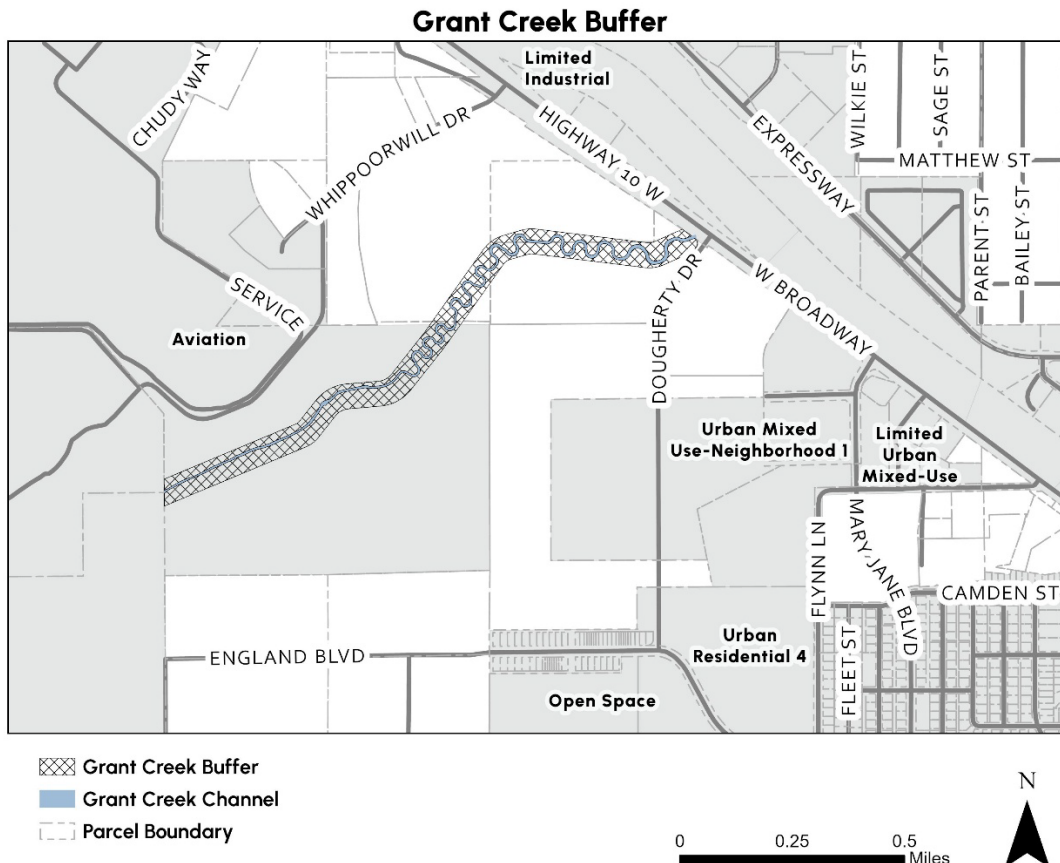 Grant Creek Buffer
Limited
Industrial
CHUDY WAY
WHIPPOORWILL DR
HIGHWAY 10 W
EXPRESSWAY
WILKIE ST
SAGE ST
MATTHEW ST
PARENT ST
BAILEY ST
SERVICE
Aviation
DOUGHERTY DR
W BROADWAY
Urban Mixed
Use-Neighborhood 1
Limited
Urban
Mixed-Use
FLYNN LN
MARY JANE BLVD
CAMDEN ST
ENGLAND BLVD
Urban
Residential 4
FLEET ST
Open Space
Grant Creek Buffer
Grant Creek Channel
Parcel Boundary
N
0 0.25 0.5
Miles